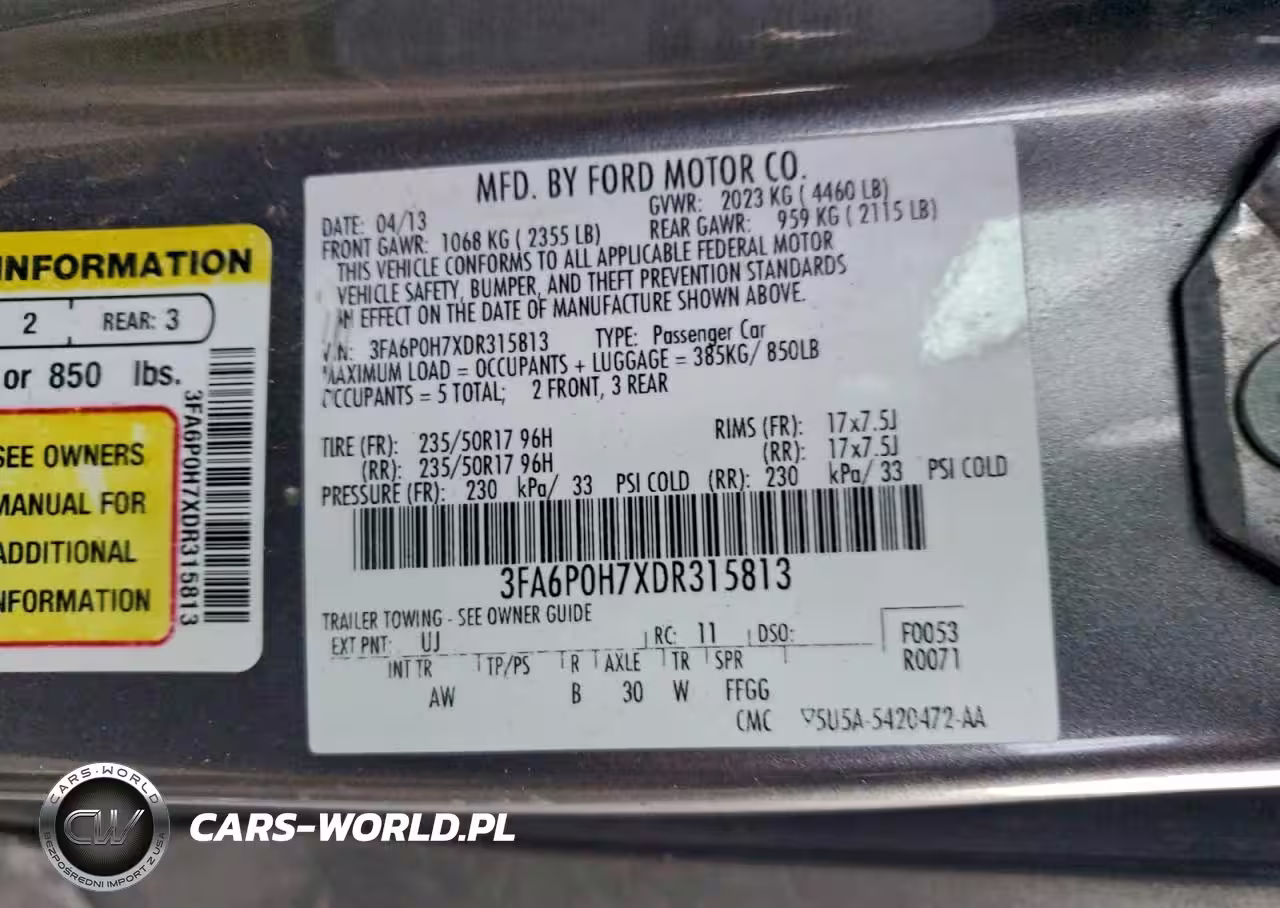 INFORMATION
2 REAR: 3
or 850 lbs.
SEE OWNERS
MANUAL FOR
ADDITIONAL
INFORMATION
3FA6P0H7XDR315813
MFD. BY FORD MOTOR CO.
DATE: 04/13 GVWR: 2023 KG ( 4460 LB)
FRONT GAWR: 1068 KG ( 2355 LB) REAR GAWR: 959 KG ( 2115 LB)
THIS VEHICLE CONFORMS TO ALL APPLICABLE FEDERAL MOTOR
VEHICLE SAFETY, BUMPER, AND THEFT PREVENTION STANDARDS
IN EFFECT ON THE DATE OF MANUFACTURE SHOWN ABOVE.
VIN: 3FA6P0H7XDR315813 TYPE: Passenger Car
MAXIMUM LOAD = OCCUPANTS + LUGGAGE = 385KG/ 850LB
OCCUPANTS = 5 TOTAL; 2 FRONT, 3 REAR
TIRE (FR): 235/50R17 96H RIMS (FR): 17x7.5J
(RR): 235/50R17 96H (RR): 17x7.5J
PRESSURE (FR): 230 kPa/ 33 PSI COLD (RR): 230 kPa/ 33 PSI COLD
3FA6P0H7XDR315813
TRAILER TOWING - SEE OWNER GUIDE
EXT PNT: UJ RC: 11 DSO: F0053
INT TR TP/PS R AXLE TR SPR R0071
AW B 30 W FFGG
CMC ▽5U5A-5420472-AA
CARS-WORLD
CW
BEZPOŚREDNI IMPORT Z USA
CARS-WORLD.PL